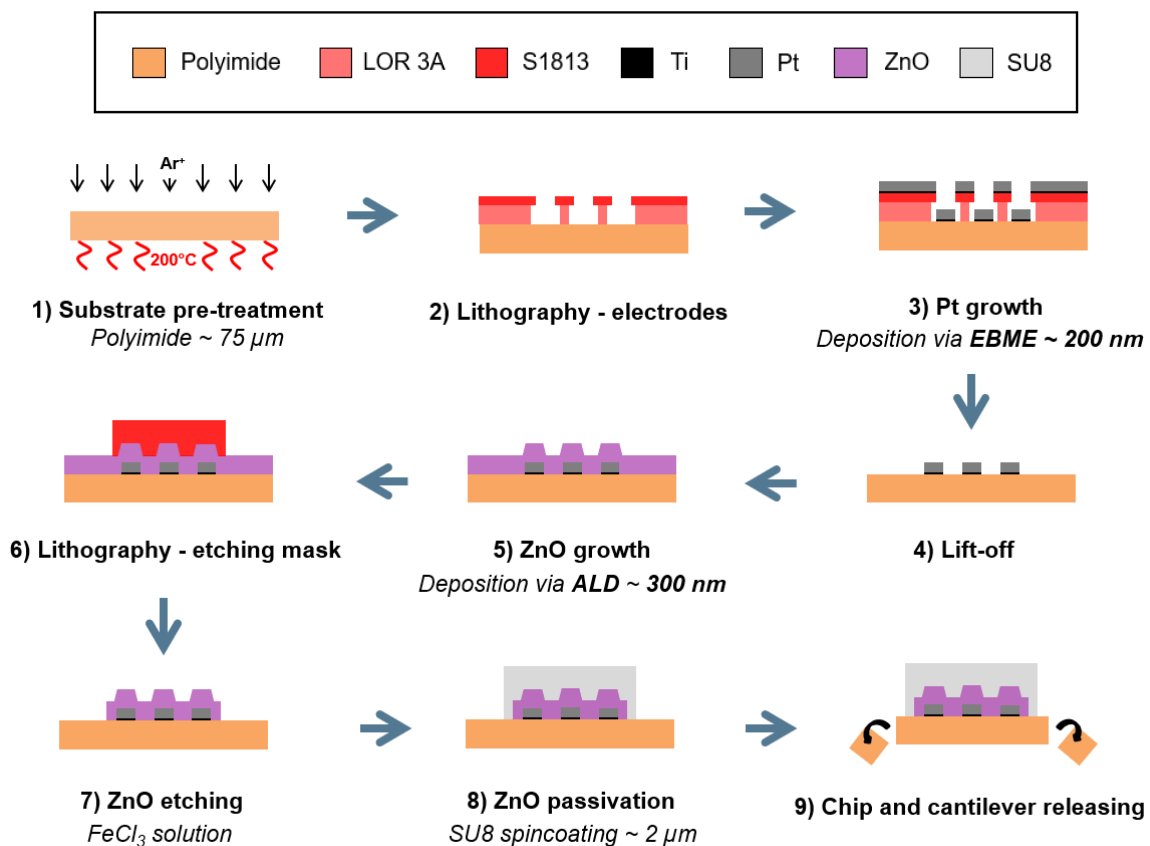 Polyimide LOR 3A S1813 Ti Pt ZnO SU8
Ar⁺
200°C
1) Substrate pre-treatment
Polyimide ~ 75 µm
2) Lithography - electrodes
3) Pt growth
Deposition via EBME ~ 200 nm
6) Lithography - etching mask
5) ZnO growth
Deposition via ALD ~ 300 nm
4) Lift-off
7) ZnO etching
FeCl₃ solution
8) ZnO passivation
SU8 spincoating ~ 2 µm
9) Chip and cantilever releasing